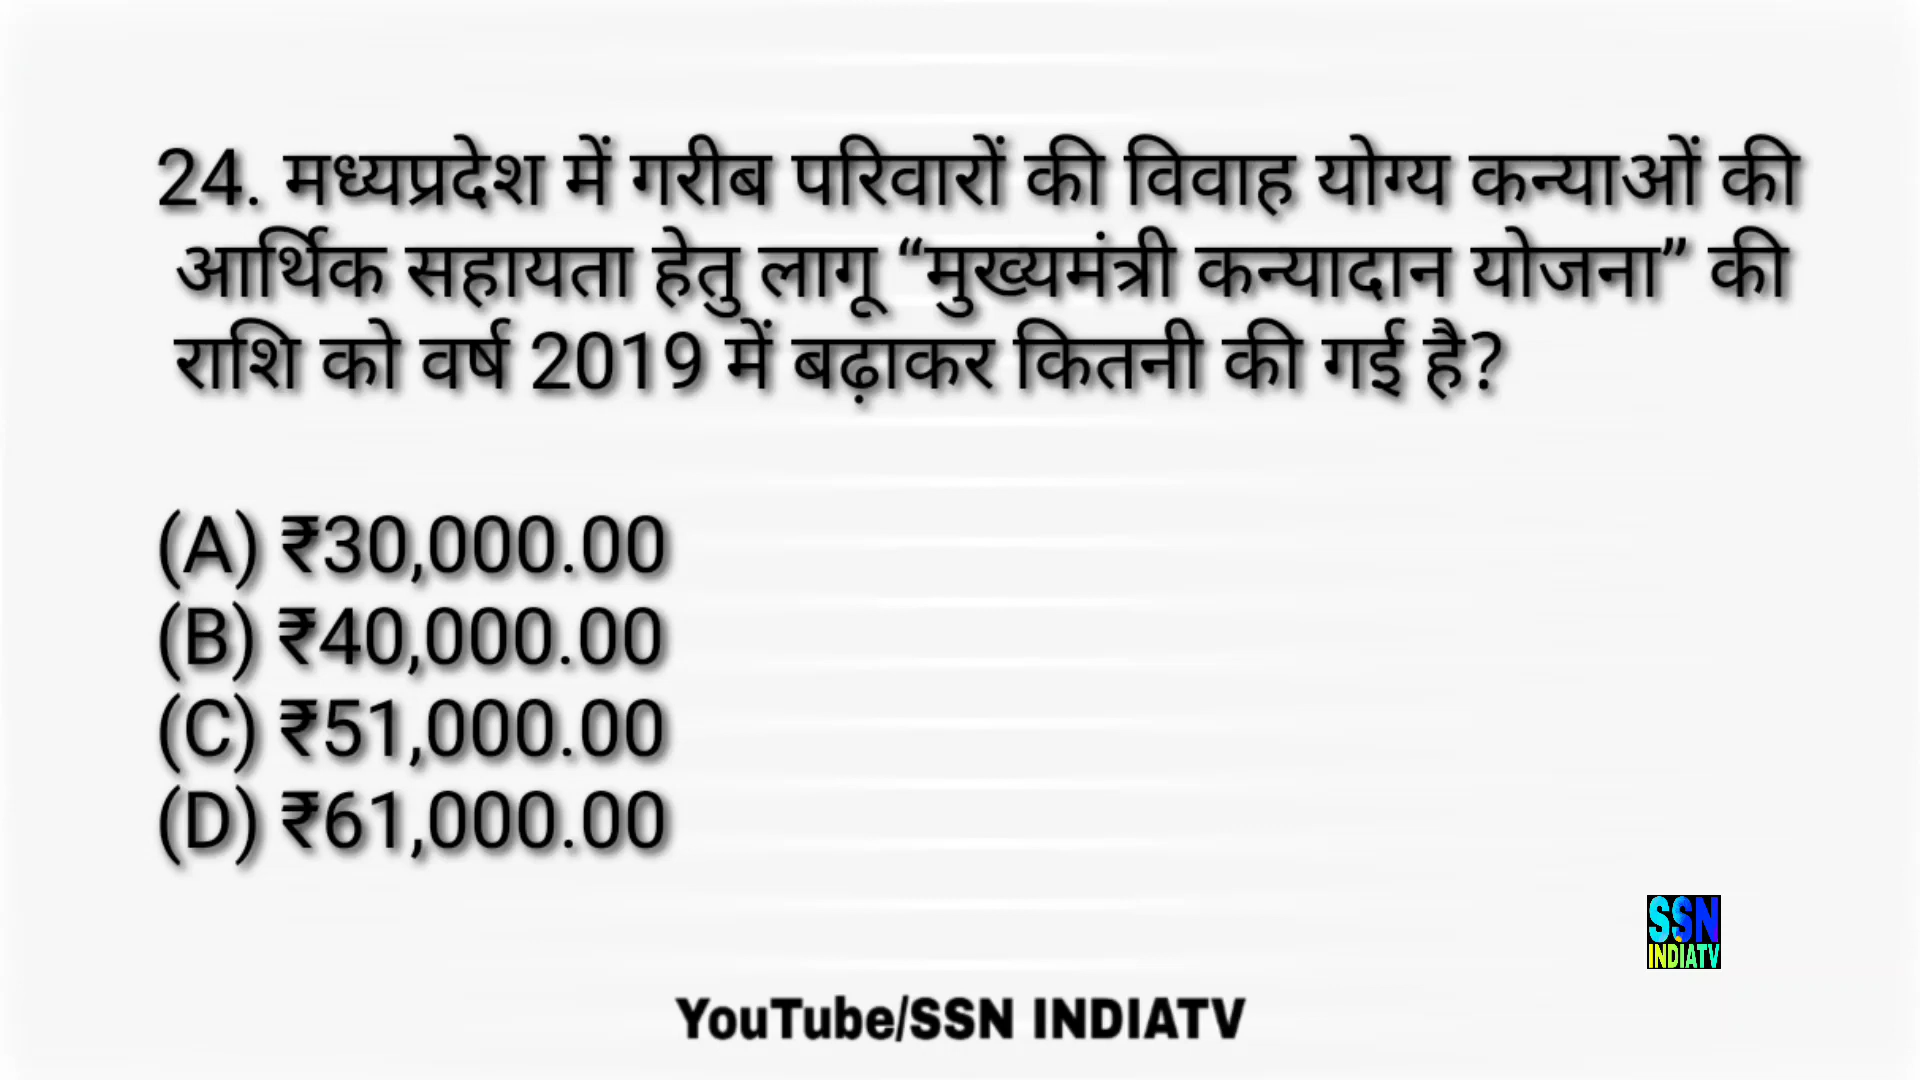 24. मध्यप्रदेश में गरीब परिवारों की विवाह योग्य कन्याओं की
आर्थिक सहायता हेतु लागू “मुख्यमंत्री कन्यादान योजना” की
राशि को वर्ष 2019 में बढ़ाकर कितनी की गई है?
(A) ₹30,000.00
(B) ₹40,000.00
(C) ₹51,000.00
(D) ₹61,000.00
SSN
INDIATV
YouTube/SSN INDIATV